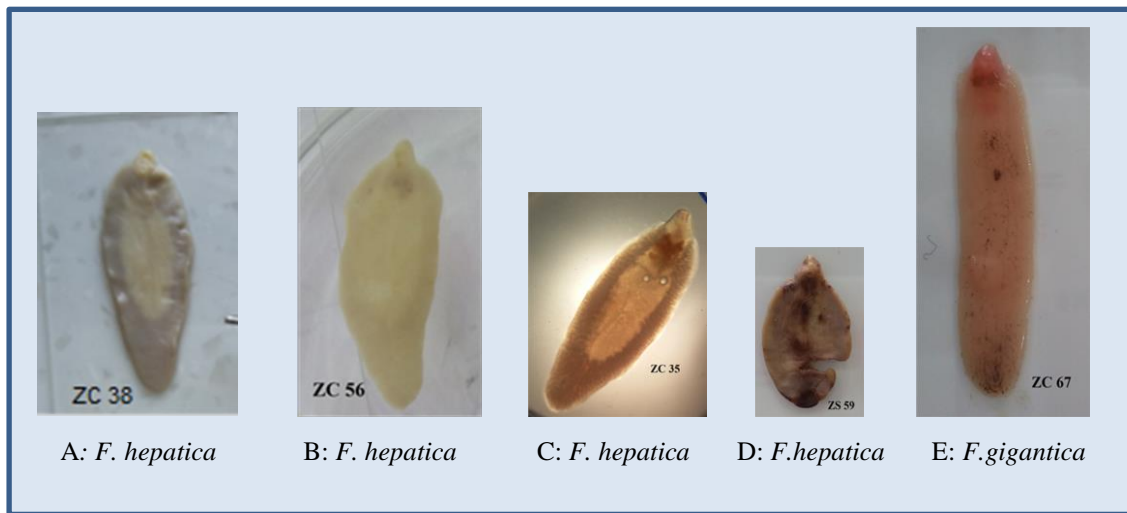 ZC 38
ZC 56
ZC 35
ZS 59
ZC 67
A: F. hepatica
B: F. hepatica
C: F. hepatica
D: F.hepatica
E: F.gigantica